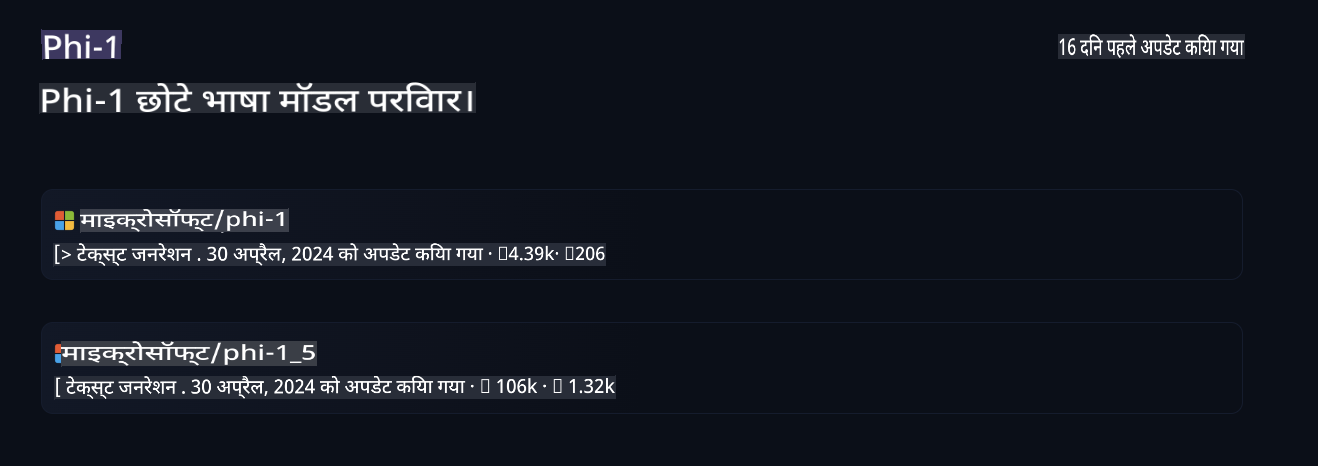 Phi-1
16 दिन पहले अपडेट किया गया
Phi-1 छोटे भाषा मॉडल परिवार।
माइक्रोसॉफ्ट/phi-1
[> टेक्स्ट जनरेशन . 30 अप्रैल, 2024 को अपडेट किया गया · 4.39k· 206
माइक्रोसॉफ्ट/phi-1_5
[ टेक्स्ट जनरेशन . 30 अप्रैल, 2024 को अपडेट किया गया · 106k · 1.32k